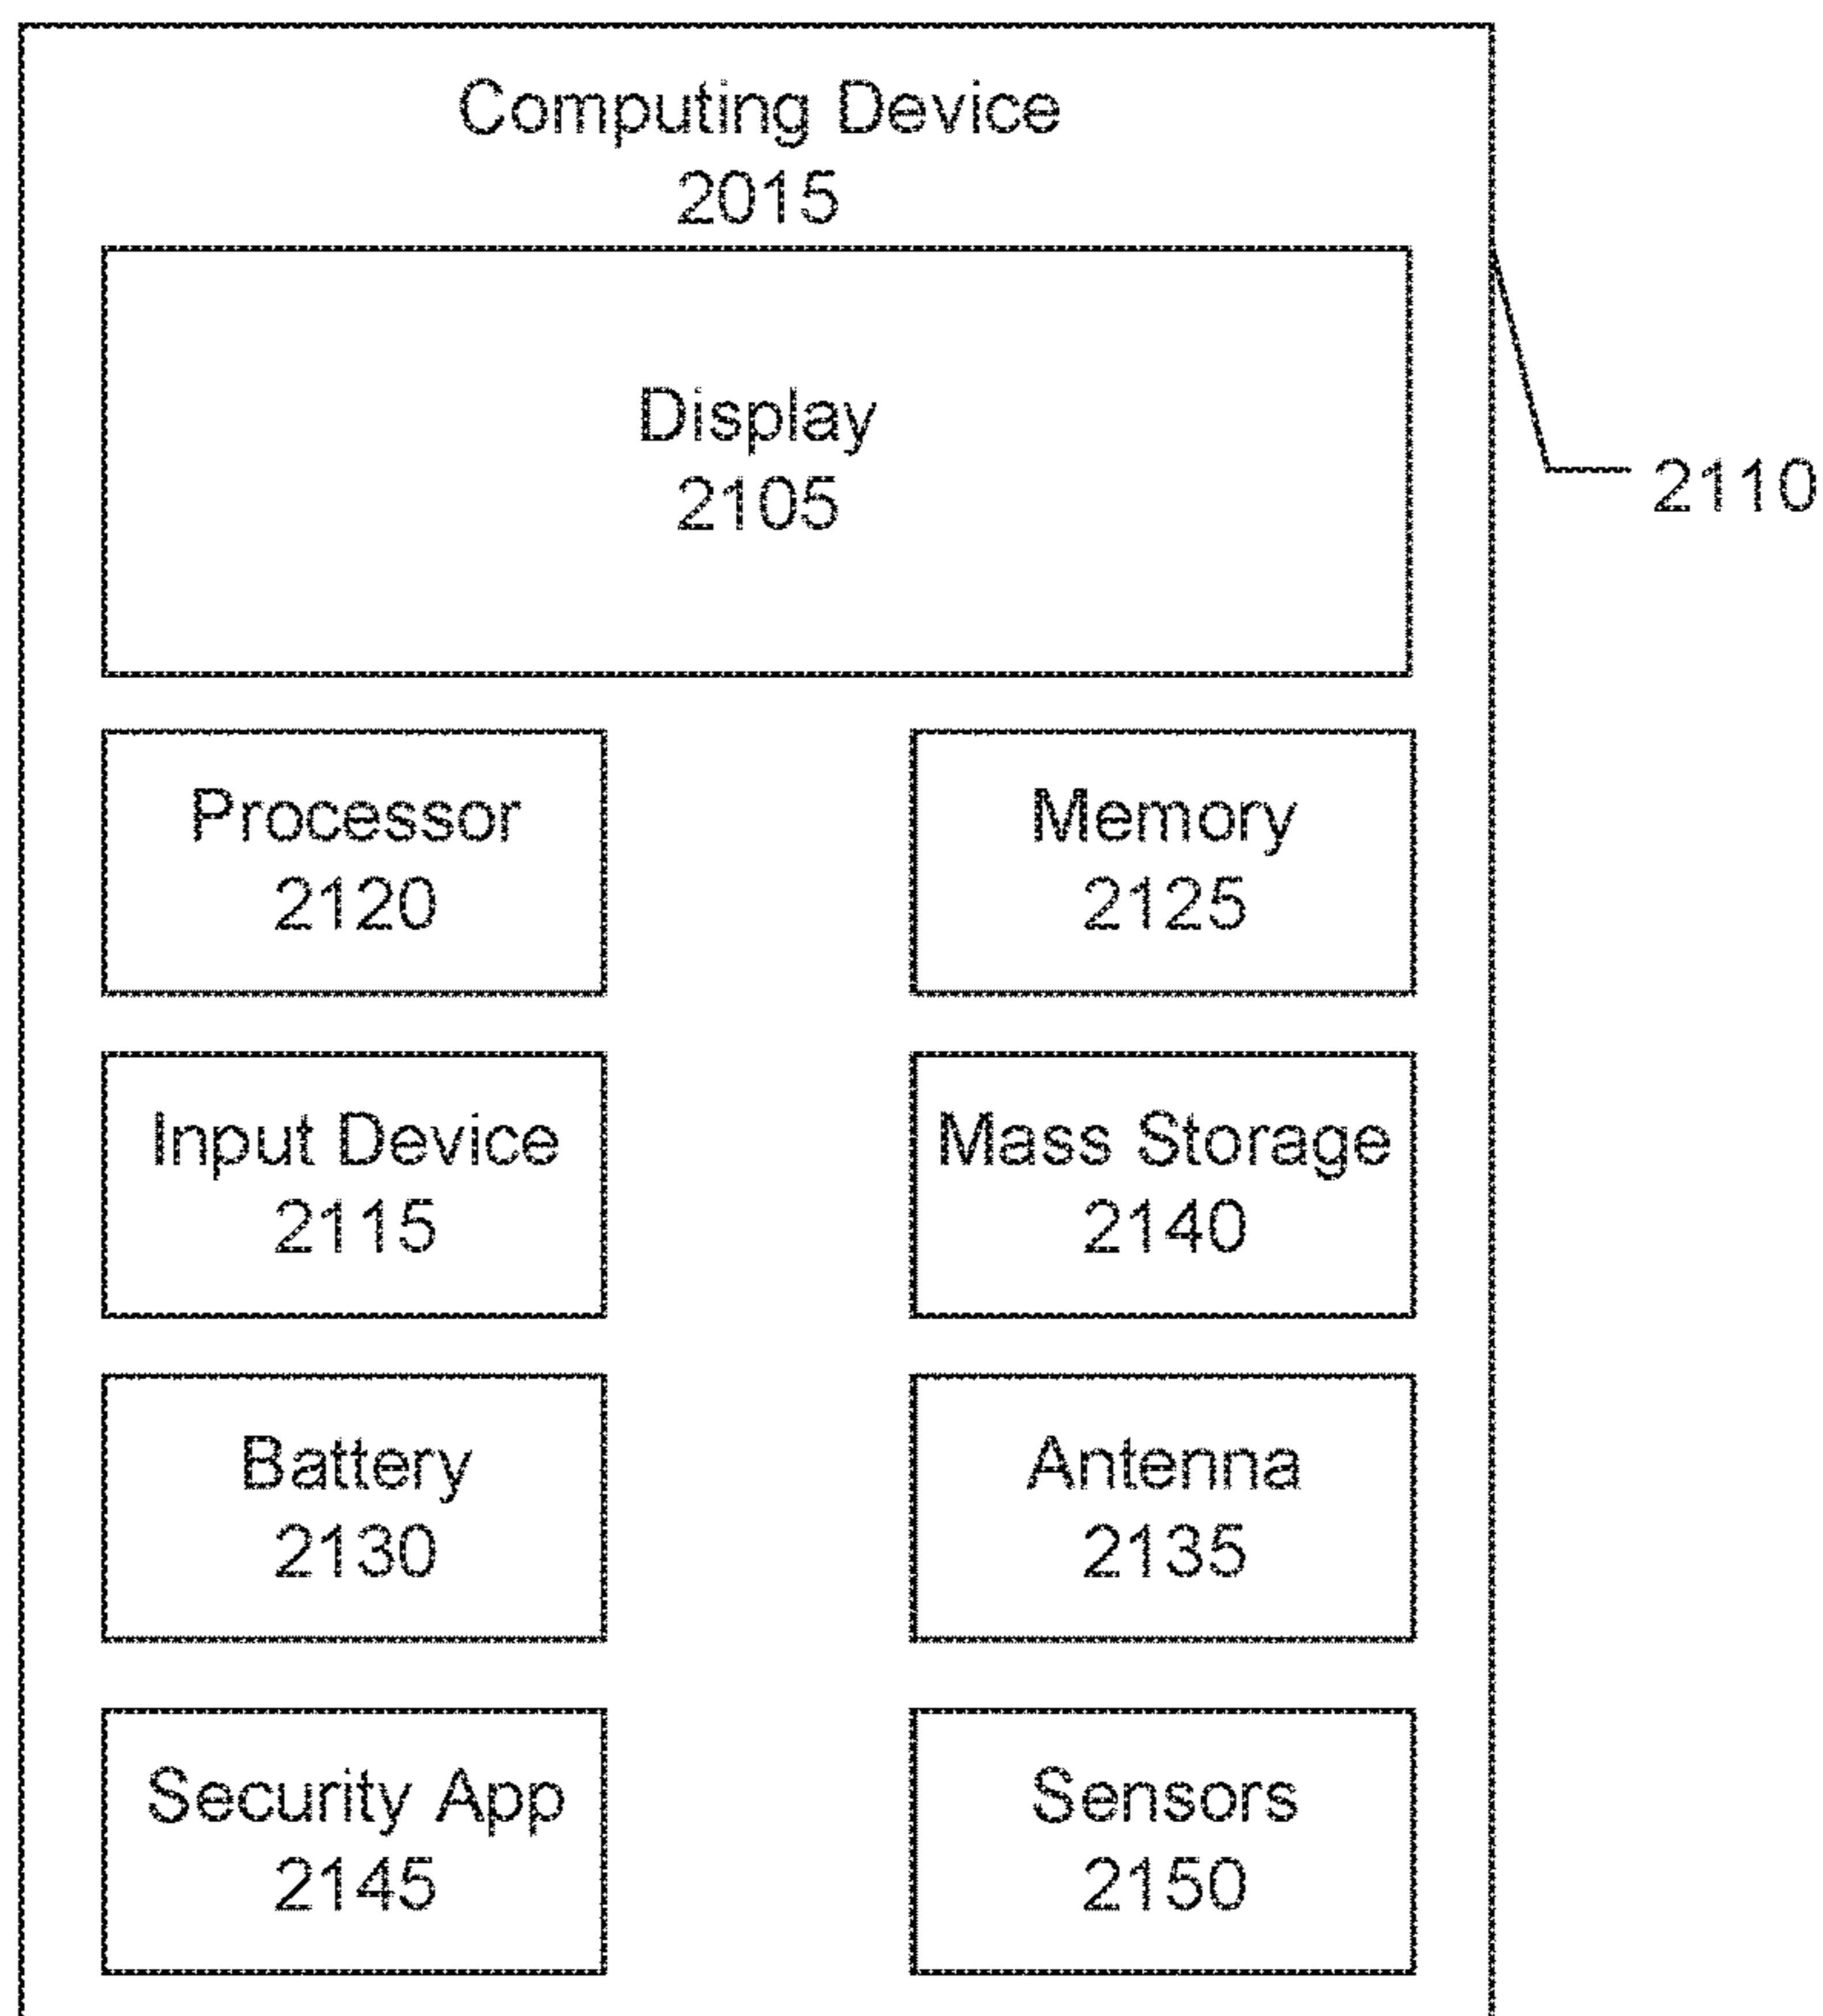 Computing Device
2015
Display
2105
2110
Processor
2120
Memory
2125
Input Device
2115
Mass Storage
2140
Battery
2130
Antenna
2135
Security App
2145
Sensors
2150